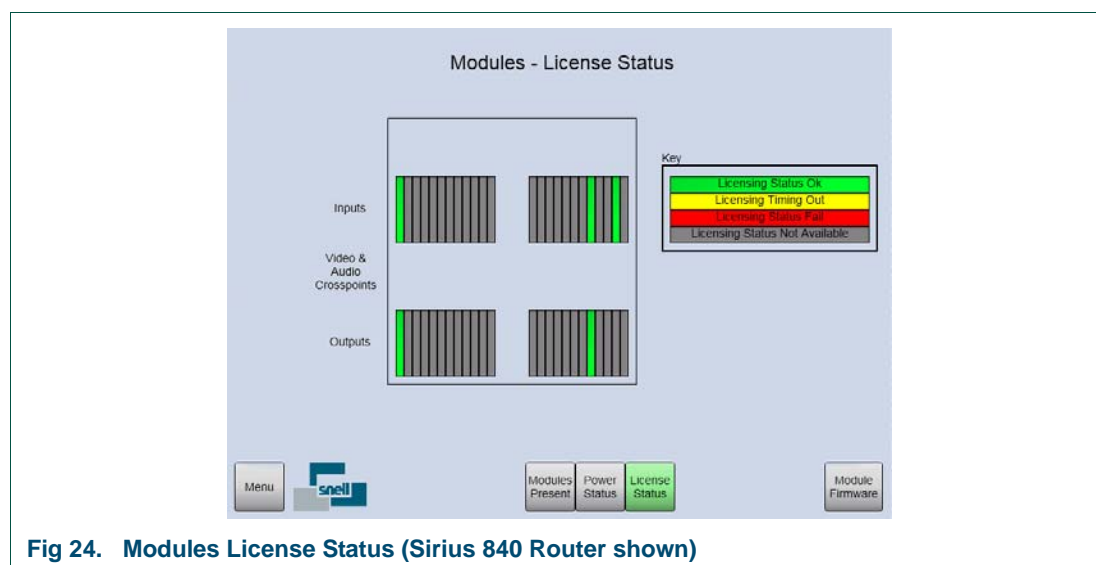 Modules - License Status
Key
Licensing Status Ok
Licensing Timing Out
Licensing Status Fail
Licensing Status Not Available
Inputs
Video &
Audio
Crosspoints
Outputs
Menu
snell
Modules
Present
Power
Status
License
Status
Module
Firmware
Fig 24. Modules License Status (Sirius 840 Router shown)